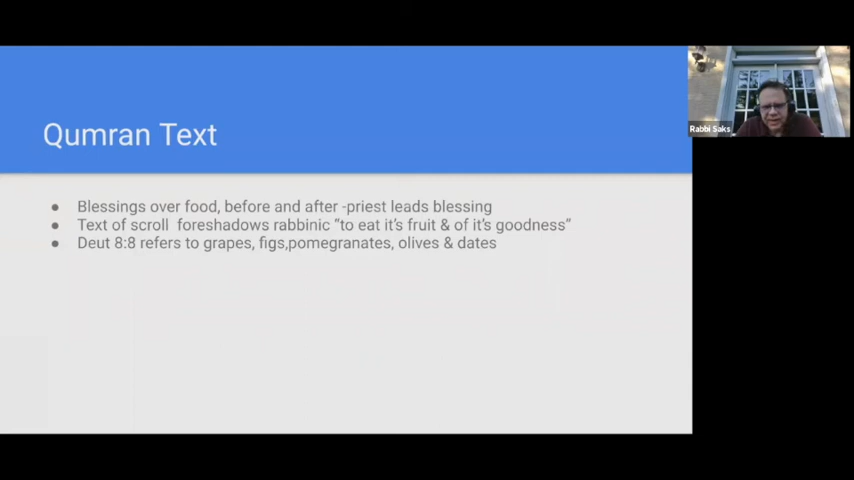 Qumran Text
Rabbi Saks
● Blessings over food, before and after -priest leads blessing
● Text of scroll foreshadows rabbinic “to eat it’s fruit & of it’s goodness”
● Deut 8:8 refers to grapes, figs,pomegranates, olives & dates